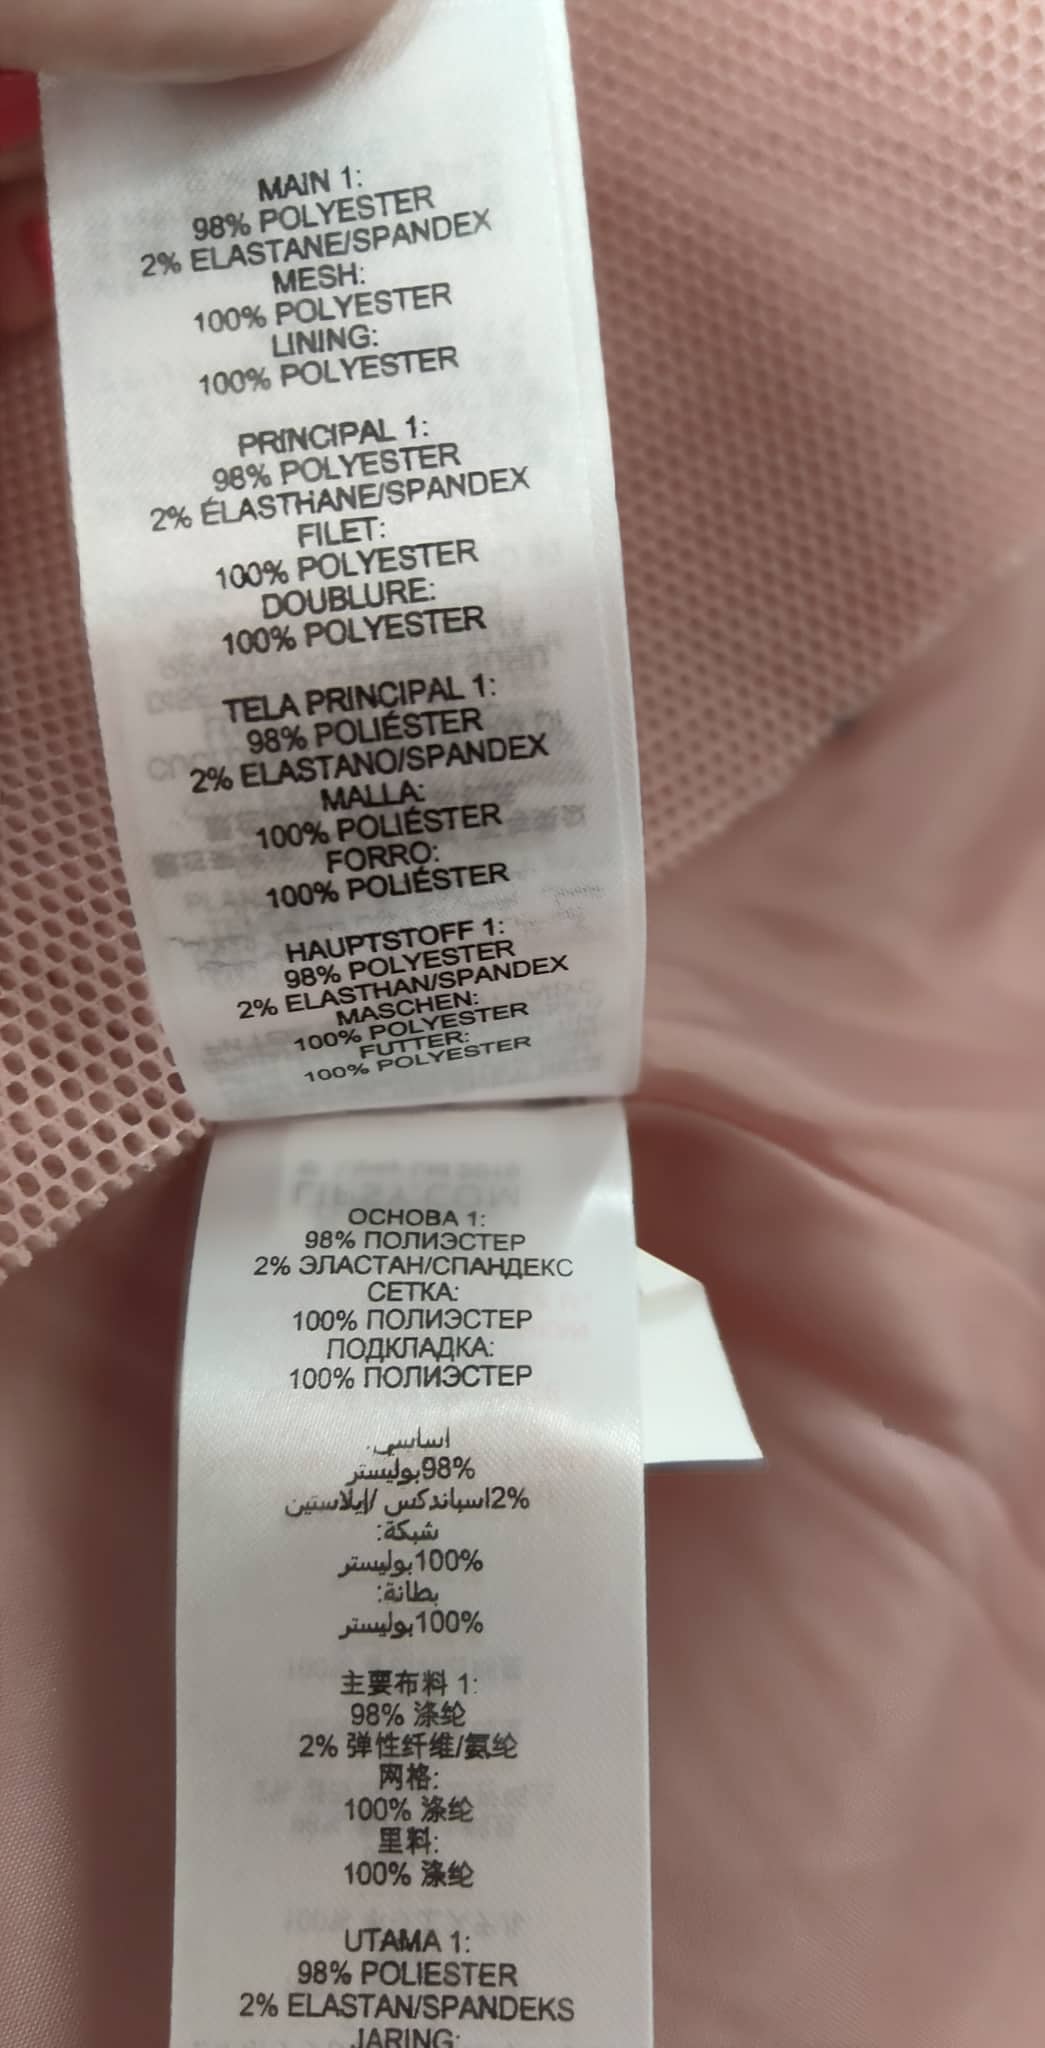 MAIN 1:
98% POLYESTER
2% ELASTANE/SPANDEX
MESH:
100% POLYESTER
LINING:
100% POLYESTER
PRINCIPAL 1:
98% POLYESTER
2% ÉLASTHANE/SPANDEX
FILET:
100% POLYESTER
DOUBLURE:
100% POLYESTER
TELA PRINCIPAL 1:
98% POLIÉSTER
2% ELASTANO/SPANDEX
MALLA:
100% POLIÉSTER
FORRO:
100% POLIÉSTER
HAUPTSTOFF 1:
98% POLYESTER
2% ELASTHAN/SPANDEX
MASCHEN:
100% POLYESTER
FUTTER:
100% POLYESTER
LIPSY.COM
ОСНОВА 1:
98% ПОЛИЭСТЕР
2% ЭЛАСТАН/СПАНДЕКС
СЕТКА:
100% ПОЛИЭСТЕР
ПОДКЛАДКА:
100% ПОЛИЭСТЕР
اساسي:
98%بوليستر
2%اسباندكس /إيلاستين
شبكة:
100%بوليستر
بطانة:
100%بوليستر
主要布料 1:
98% 涤纶
2% 弹性纤维/氨纶
网格:
100% 涤纶
里料:
100% 涤纶
UTAMA 1:
98% POLIESTER
2% ELASTAN/SPANDEKS
JARING: